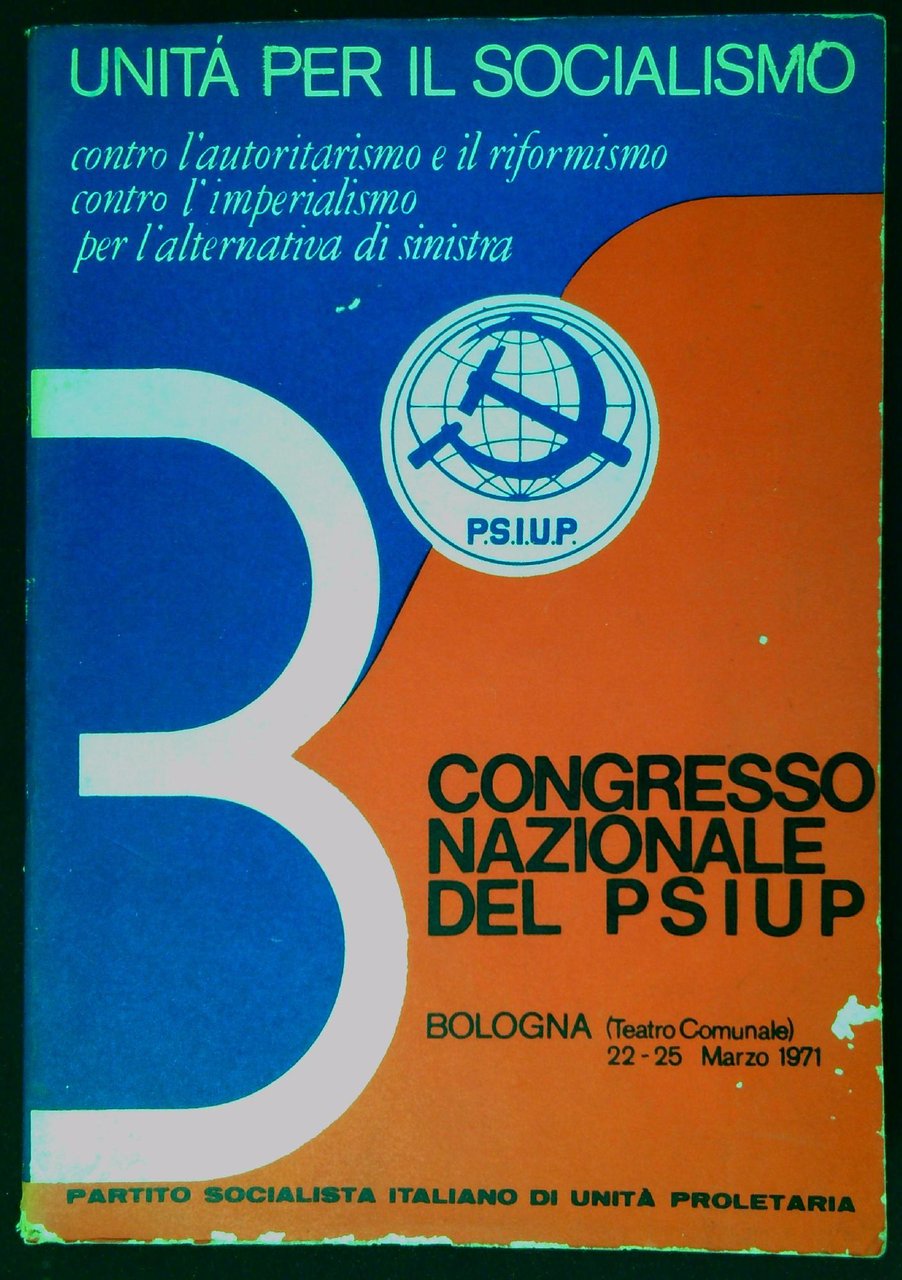 UNITÁ PER IL SOCIALISMO
contro l'autoritarismo e il riformismo
contro l'imperialismo
per l'alternativa di sinistra
3°
P.S.I.U.P.
CONGRESSO
NAZIONALE
DEL PSIUP
BOLOGNA (Teatro Comunale)
22-25 Marzo 1971
PARTITO SOCIALISTA ITALIANO DI UNITÀ PROLETARIA